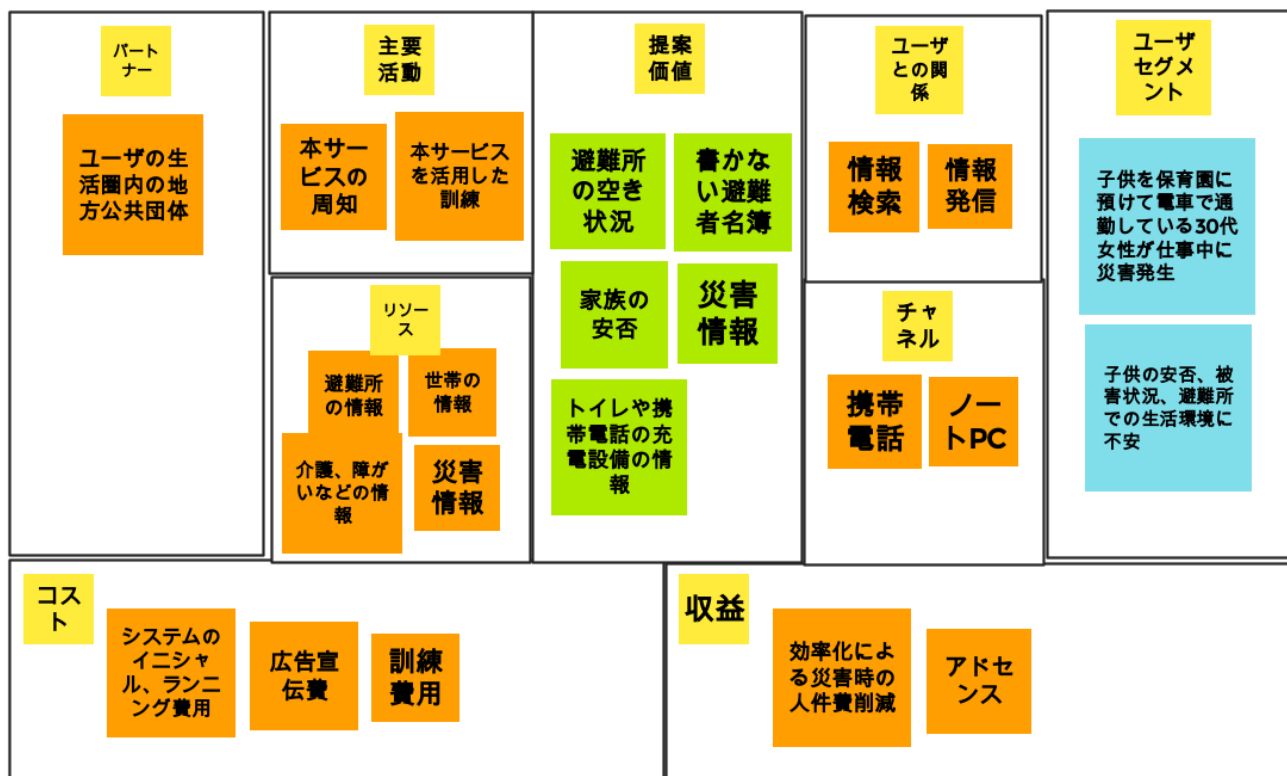 パート
ナー
ユーザの生
活圏内の地
方公共団体
主要
活動
本サー
ビスの
周知
本サービス
を活用した
訓練
リソー
ス
避難所
の情報
世帯の
情報
介護、障が
いなどの情
報
災害
情報
提案
価値
避難所
の空き
状況
書かな
い避難
者名簿
家族の
安否
災害
情報
トイレや携
帯電話の充
電設備の情
報
ユーザ
との関
係
情報
検索
情報
発信
チャ
ネル
携帯
電話
ノー
トPC
ユーザ
セグメ
ント
子供を保育園に
預けて電車で通
勤している30代
女性が仕事中に
災害発生
子供の安否、被
害状況、避難所
での生活環境に
不安
コス
ト
システムの
イニシャ
ル、ランニ
ング費用
広告宣
伝費
訓練
費用
収益
効率化によ
る災害時の
人件費削減
アドセ
ンス